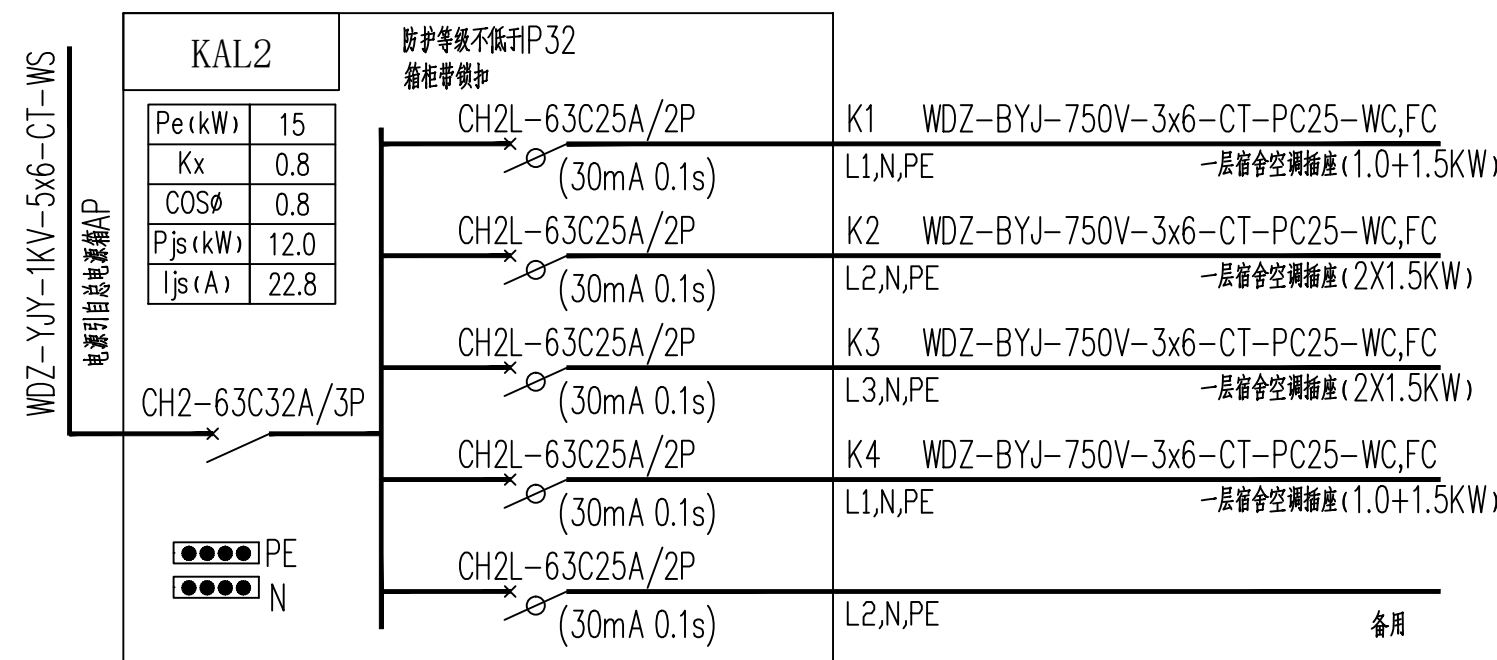 KAL2
防护等级不低于IP32
箱柜带锁扣
WDZ-YJY-1KV-5x6-CT-WS
电源引自总电源箱AP
Pe(kW) 15
Kx 0.8
COSø 0.8
Pjs(kW) 12.0
Ijs(A) 22.8
CH2-63C32A/3P
PE
N
CH2L-63C25A/2P
(30mA 0.1s)
K1 WDZ-BYJ-750V-3x6-CT-PC25-WC,FC
L1,N,PE 一层宿舍空调插座(1.0+1.5KW)
CH2L-63C25A/2P
(30mA 0.1s)
K2 WDZ-BYJ-750V-3x6-CT-PC25-WC,FC
L2,N,PE 一层宿舍空调插座(2X1.5KW)
CH2L-63C25A/2P
(30mA 0.1s)
K3 WDZ-BYJ-750V-3x6-CT-PC25-WC,FC
L3,N,PE 一层宿舍空调插座(2X1.5KW)
CH2L-63C25A/2P
(30mA 0.1s)
K4 WDZ-BYJ-750V-3x6-CT-PC25-WC,FC
L1,N,PE 一层宿舍空调插座(1.0+1.5KW)
CH2L-63C25A/2P
(30mA 0.1s)
L2,N,PE 备用